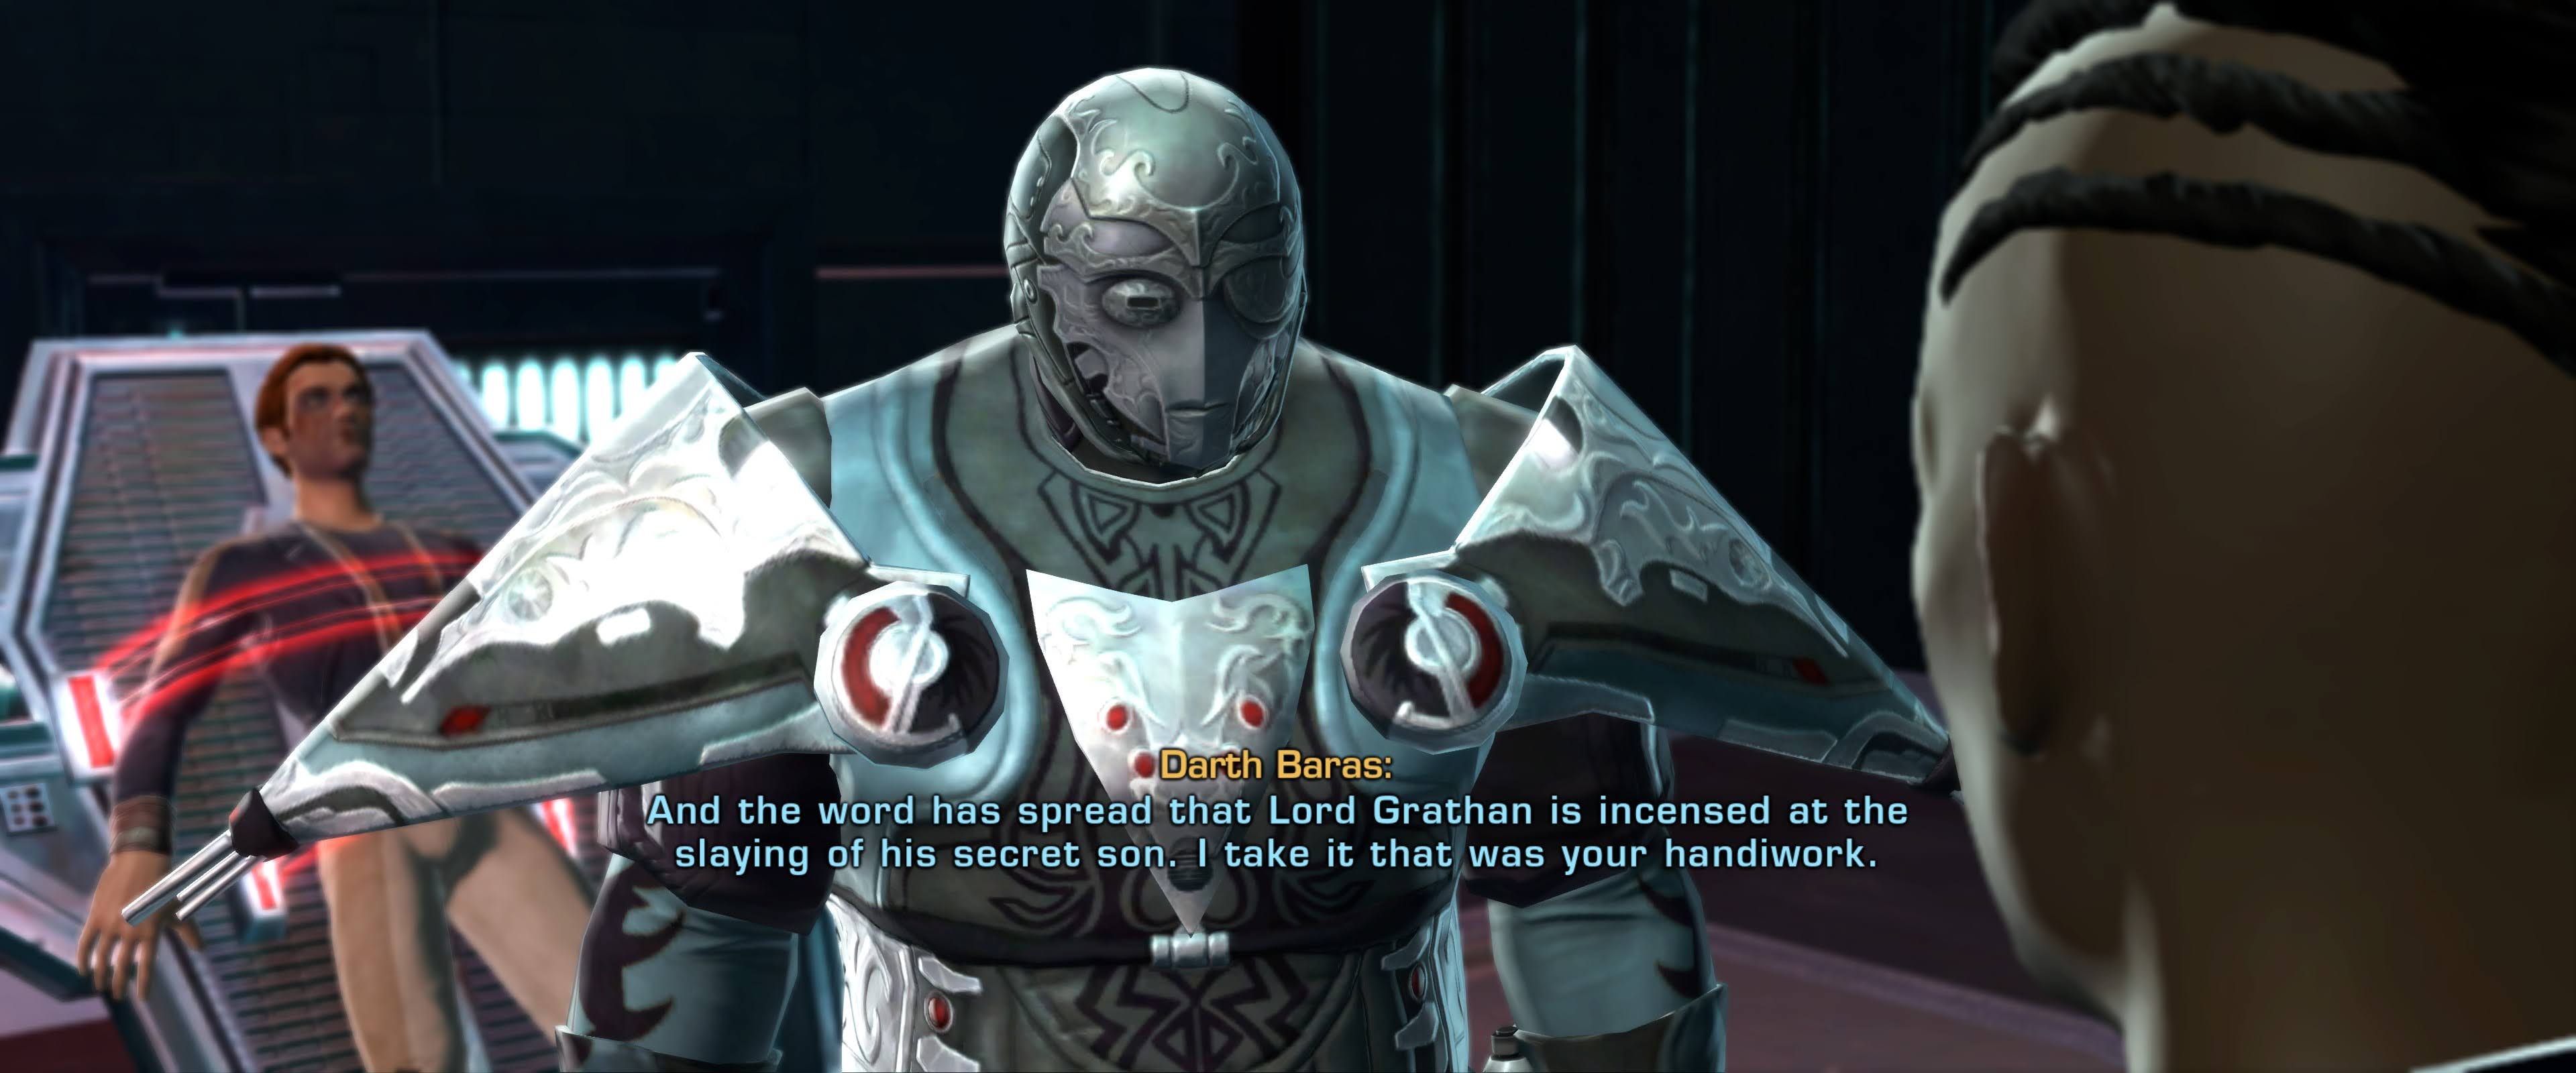 Darth Baras:
And the word has spread that Lord Grathan is incensed at the
slaying of his secret son. I take it that was your handiwork.